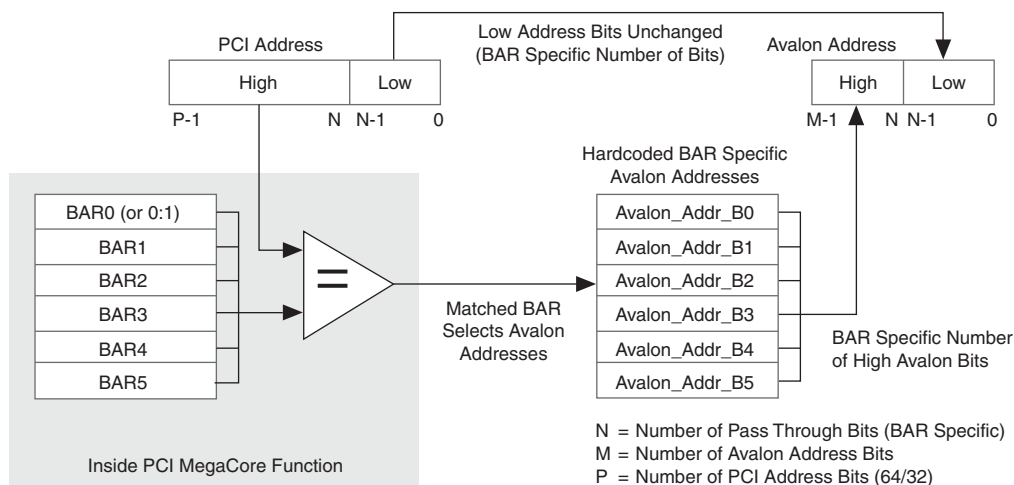 PCI Address
Low Address Bits Unchanged
(BAR Specific Number of Bits)
Avalon Address
High
Low
High
Low
P-1
N
N-1
0
M-1
N
N-1
0
Hardcoded BAR Specific
Avalon Addresses
BAR0 (or 0:1)
BAR1
BAR2
BAR3
BAR4
BAR5
=
Matched BAR
Selects Avalon
Addresses
Avalon_Addr_B0
Avalon_Addr_B1
Avalon_Addr_B2
Avalon_Addr_B3
Avalon_Addr_B4
Avalon_Addr_B5
BAR Specific Number
of High Avalon Bits
Inside PCI MegaCore Function
N = Number of Pass Through Bits (BAR Specific)
M = Number of Avalon Address Bits
P = Number of PCI Address Bits (64/32)